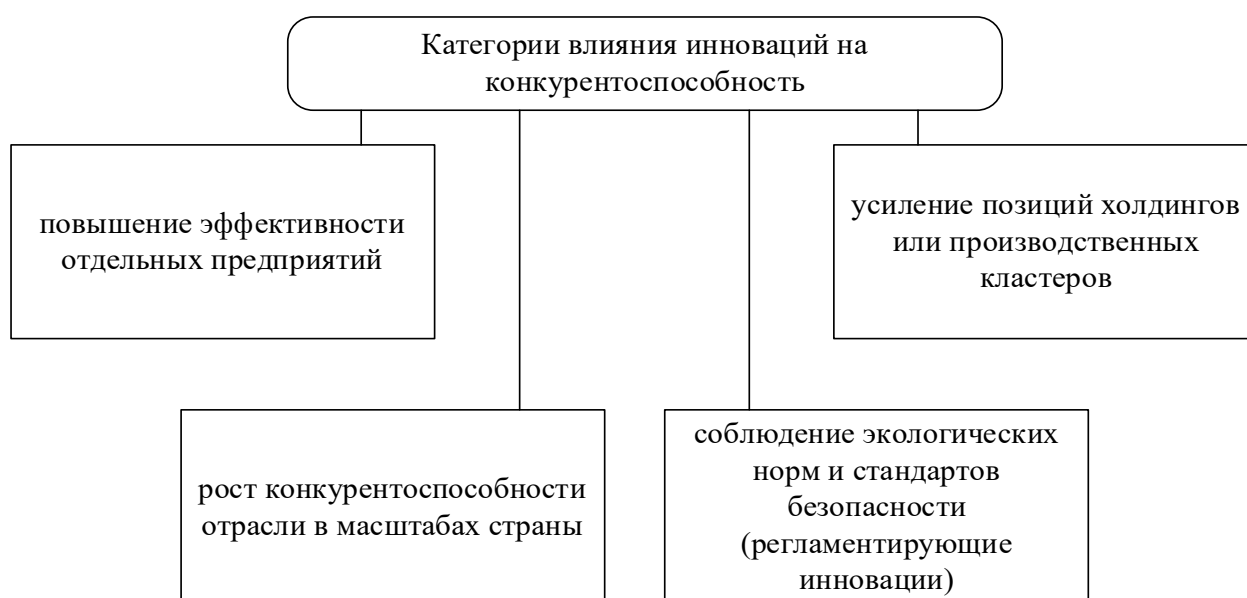 Категории влияния инноваций на
конкурентоспособность
повышение эффективности
отдельных предприятий
усиление позиций холдингов
или производственных
кластеров
рост конкурентоспособности
отрасли в масштабах страны
соблюдение экологических
норм и стандартов
безопасности
(регламентирующие
инновации)